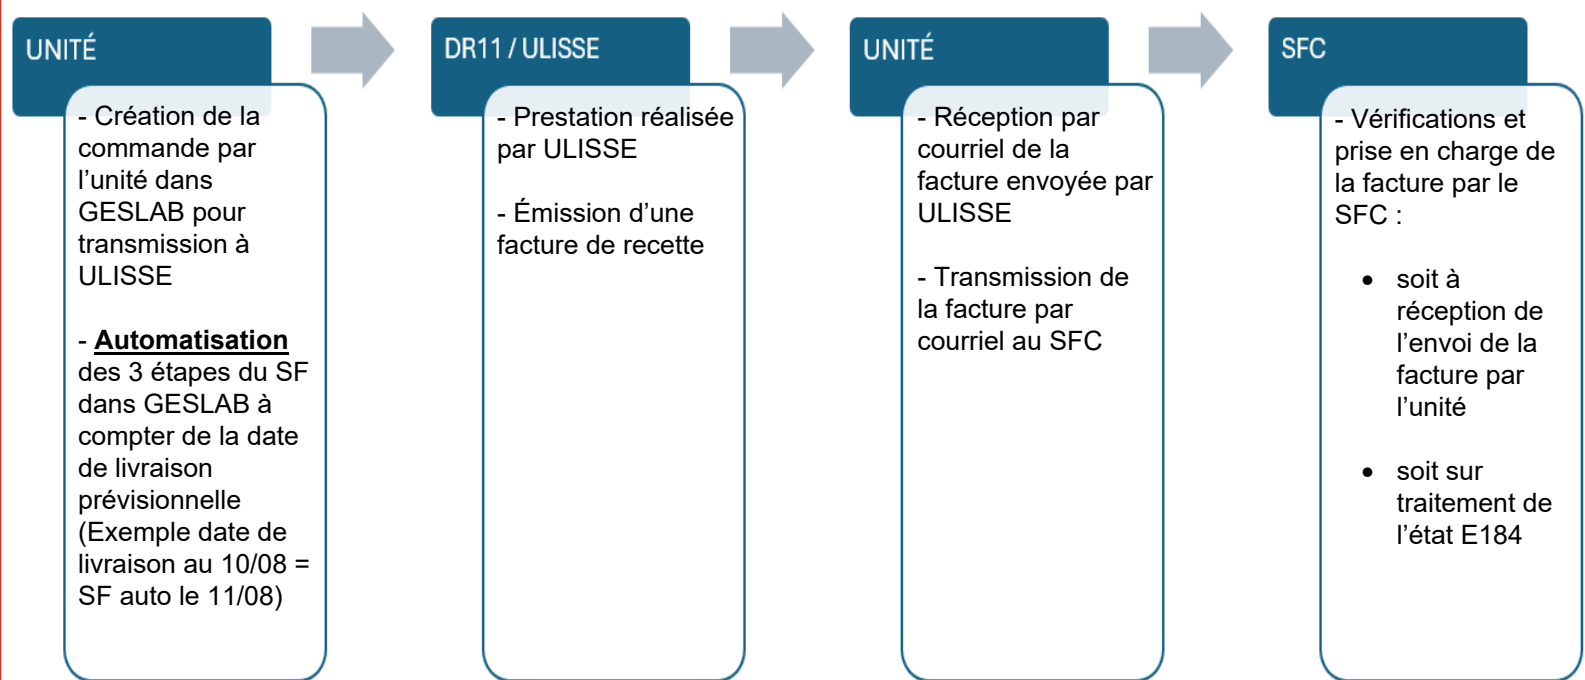 UNITÉ
- Création de la
commande par
l’unité dans
GESLAB pour
transmission à
ULISSE
- Automatisation
des 3 étapes du SF
dans GESLAB à
compter de la date
de livraison
prévisionnelle
(Exemple date de
livraison au 10/08 =
SF auto le 11/08)
DR11 / ULISSE
- Prestation réalisée
par ULISSE
- Émission d’une
facture de recette
UNITÉ
- Réception par
courriel de la
facture envoyée par
ULISSE
- Transmission de
la facture par
courriel au SFC
SFC
- Vérifications et
prise en charge de
la facture par le
SFC :
• soit à
réception de
l’envoi de la
facture par
l’unité
• soit sur
traitement de
l’état E184